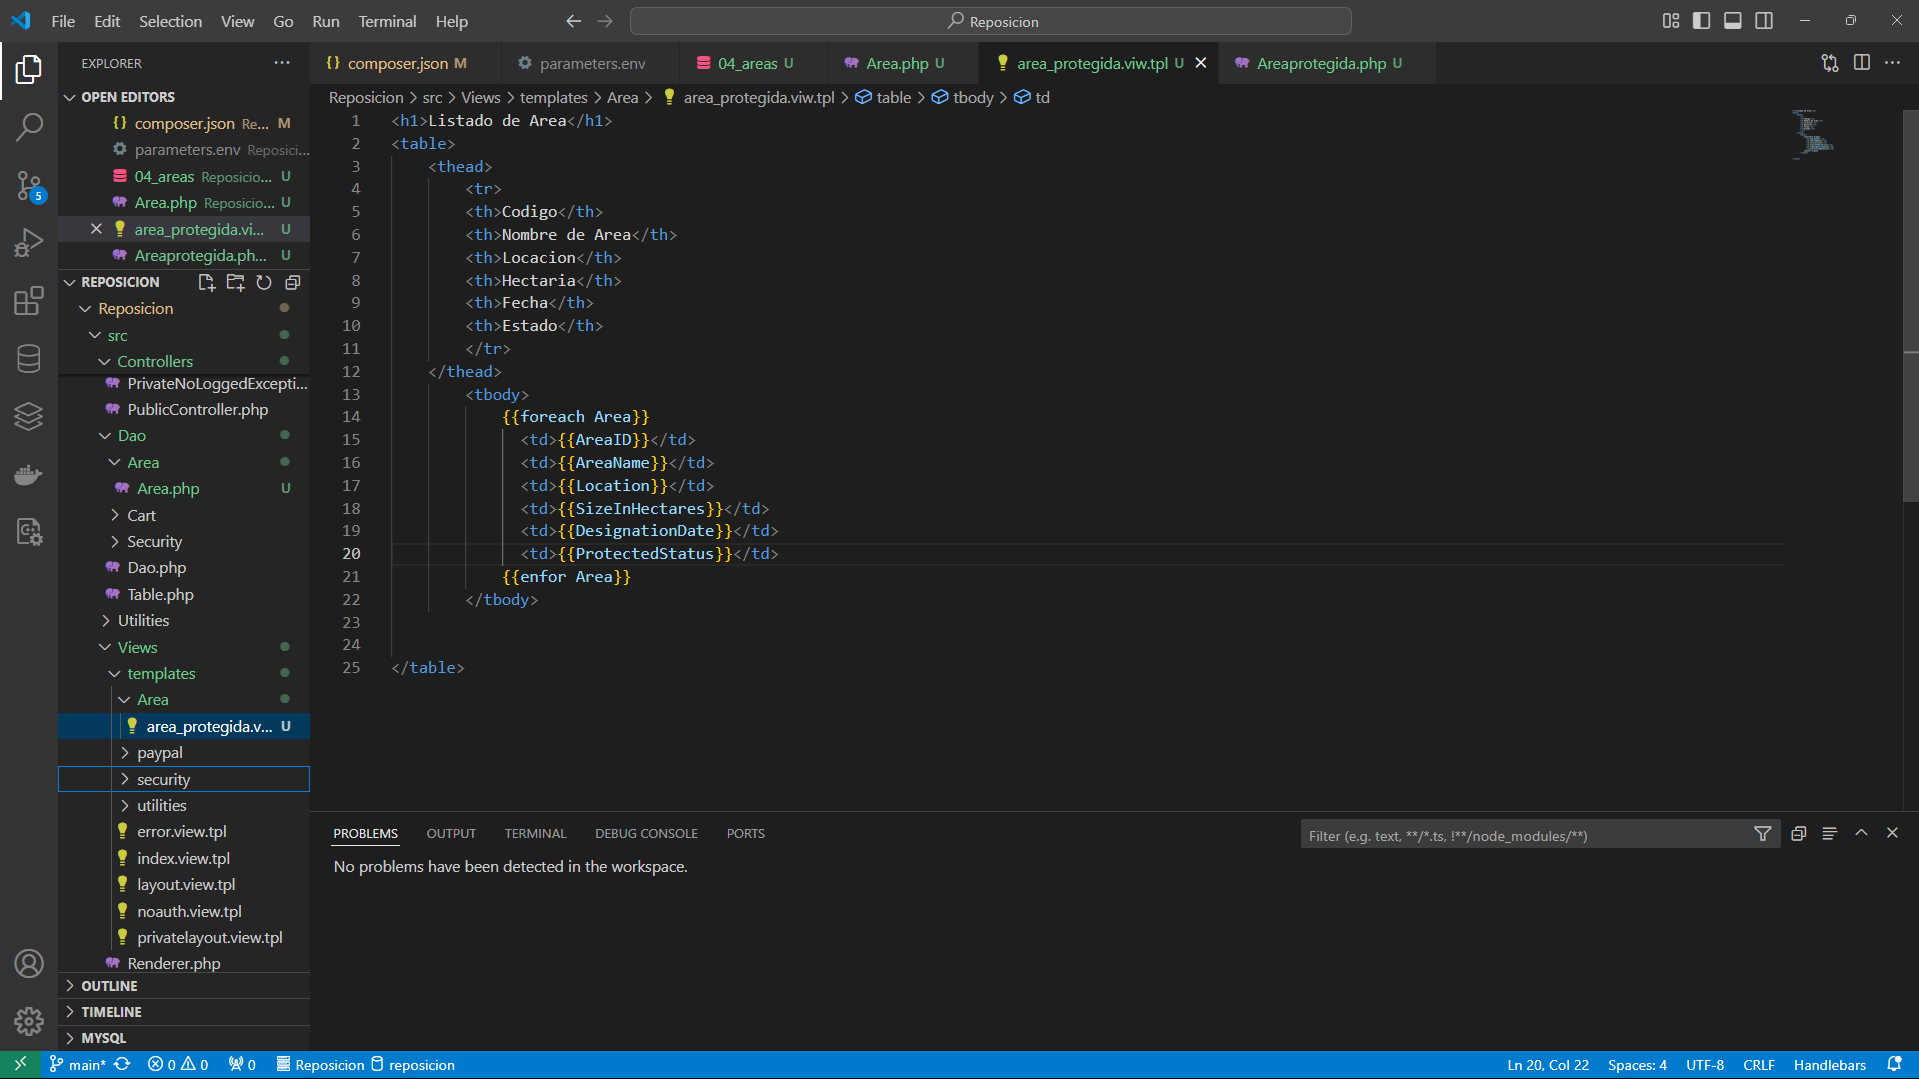 File Edit Selection View Go Run Terminal Help
Reposicion
EXPLORER
composer.json M
parameters.env
04_areas U
Area.php U
area_protegida.viw.tpl U
Areaprotegida.php U
OPEN EDITORS
composer.json Re... M
parameters.env Reposici...
04_areas Reposicio... U
Area.php Reposicio... U
area_protegida.vi... U
Areaprotegida.ph... U
REPOSICION
Reposicion
src
Controllers
PrivateNoLoggedExcepti...
PublicController.php
Dao
Area
Area.php U
Cart
Security
Dao.php
Table.php
Utilities
Views
templates
Area
area_protegida.v... U
paypal
security
utilities
error.view.tpl
index.view.tpl
layout.view.tpl
noauth.view.tpl
privatelayout.view.tpl
Renderer.php
OUTLINE
TIMELINE
MYSQL
Reposicion > src > Views > templates > Area > area_protegida.viw.tpl > table > tbody > td
1 <h1>Listado de Area</h1>
2 <table>
3 <thead>
4 <tr>
5 <th>Codigo</th>
6 <th>Nombre de Area</th>
7 <th>Locacion</th>
8 <th>Hectaria</th>
9 <th>Fecha</th>
10 <th>Estado</th>
11 </tr>
12 </thead>
13 <tbody>
14 {{foreach Area}}
15 <td>{{AreaID}}</td>
16 <td>{{AreaName}}</td>
17 <td>{{Location}}</td>
18 <td>{{SizeInHectares}}</td>
19 <td>{{DesignationDate}}</td>
20 <td>{{ProtectedStatus}}</td>
21 {{enfor Area}}
22 </tbody>
23
24
25 </table>
PROBLEMS OUTPUT TERMINAL DEBUG CONSOLE PORTS
Filter (e.g. text, **/*.ts, !**/node_modules/**)
No problems have been detected in the workspace.
5
main* 0 0 0 Reposicion reposicion
Ln 20, Col 22 Spaces: 4 UTF-8 CRLF Handlebars